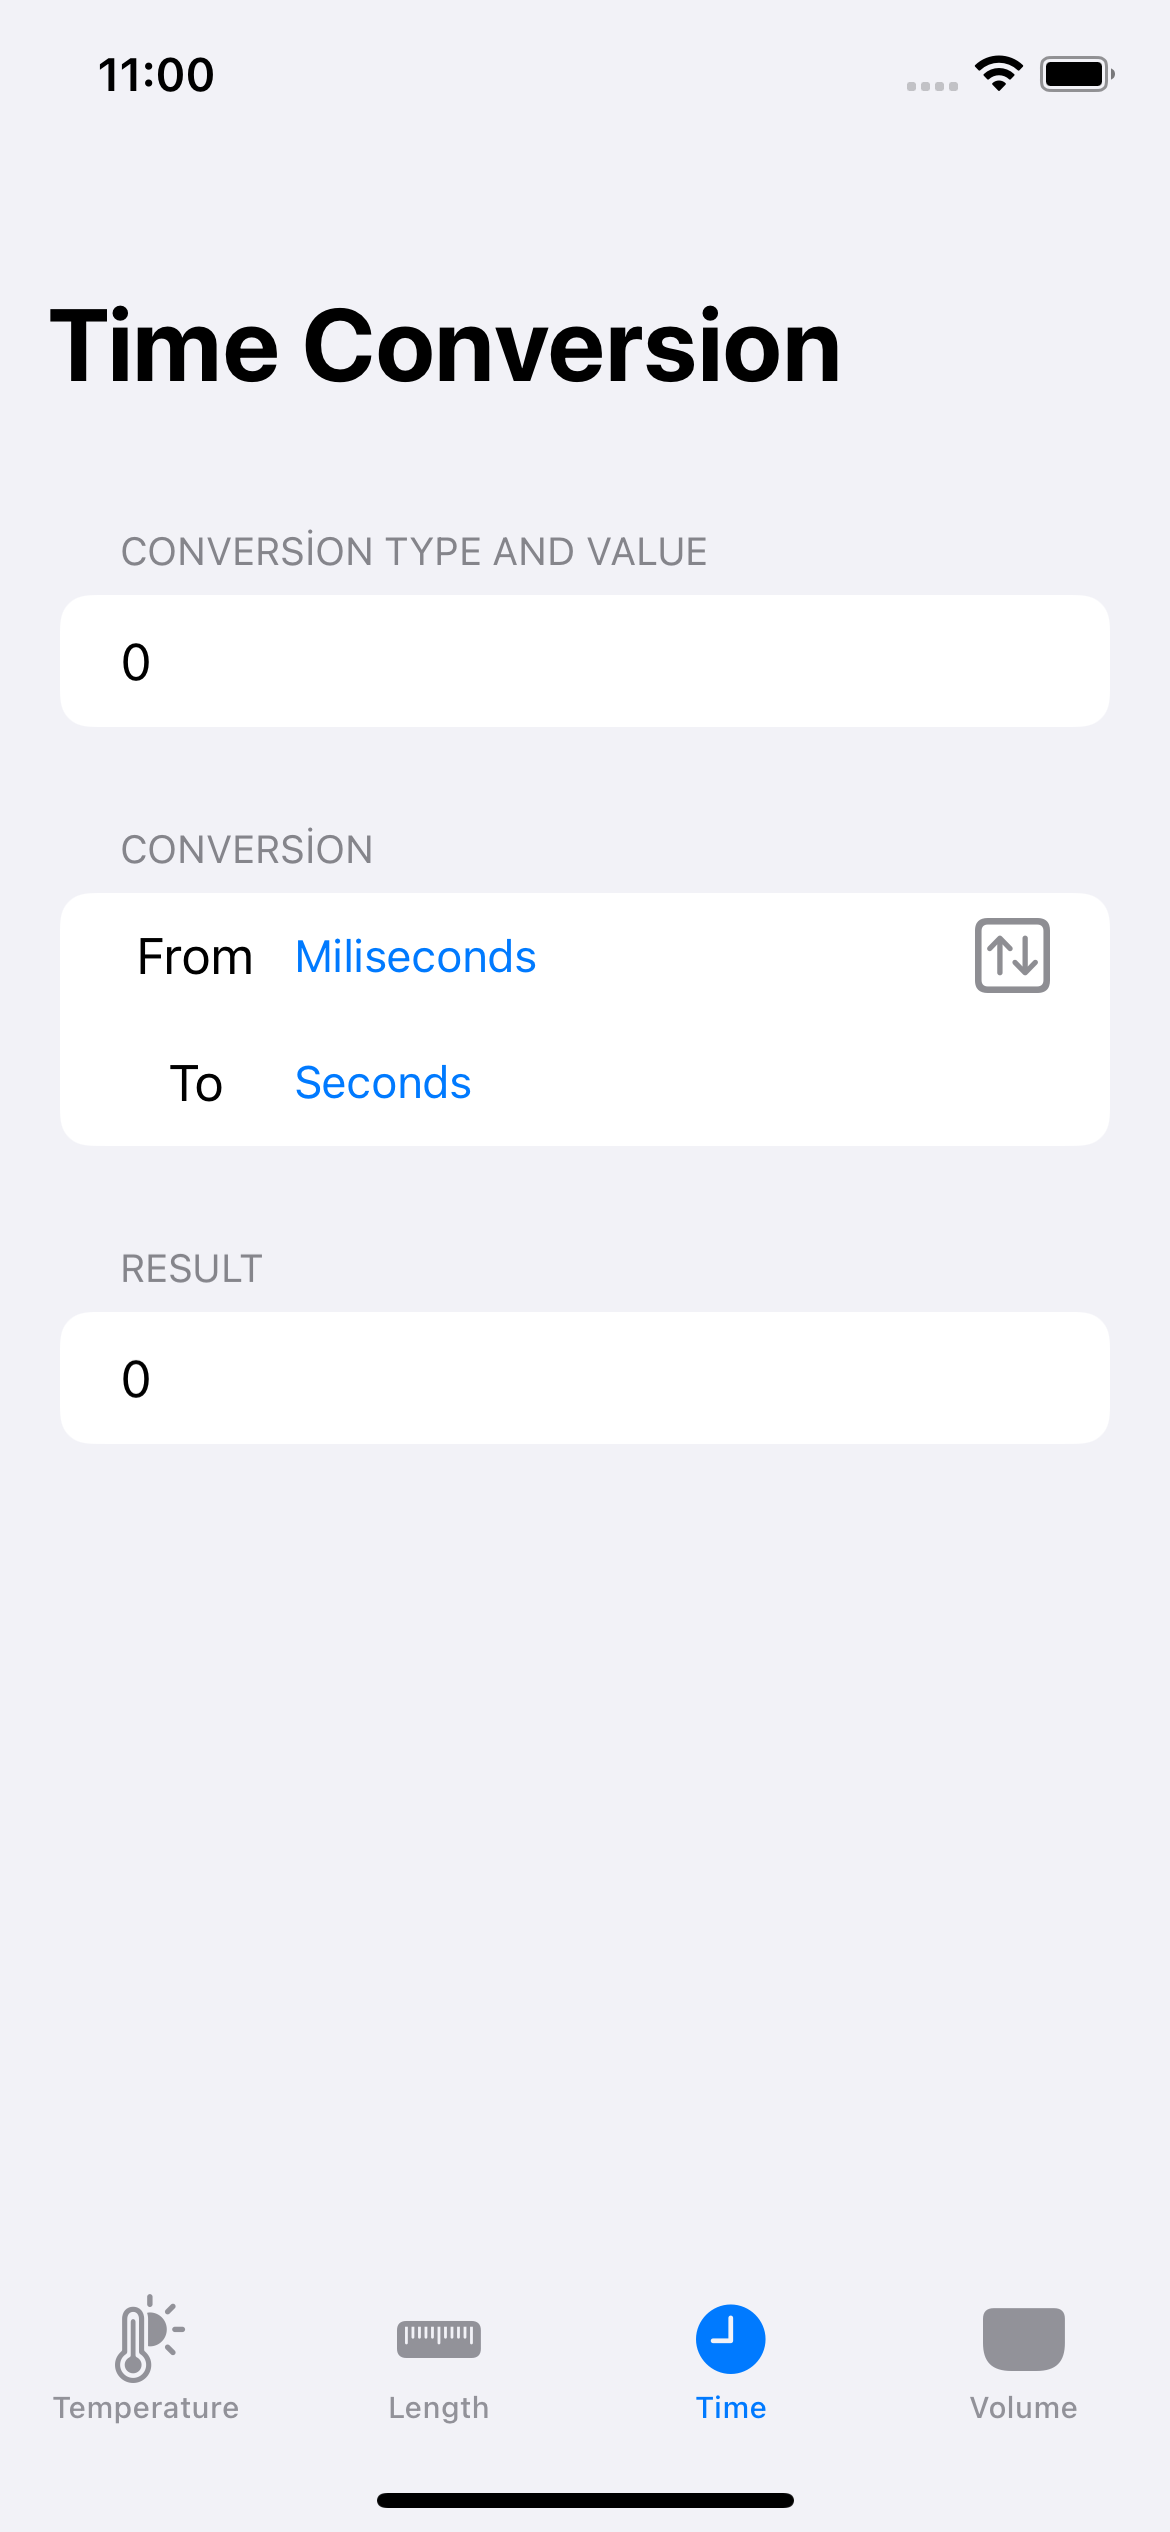 11:00
Time Conversion
CONVERSİON TYPE AND VALUE
0
CONVERSİON
From Miliseconds
To Seconds
RESULT
0
Temperature Length Time Volume